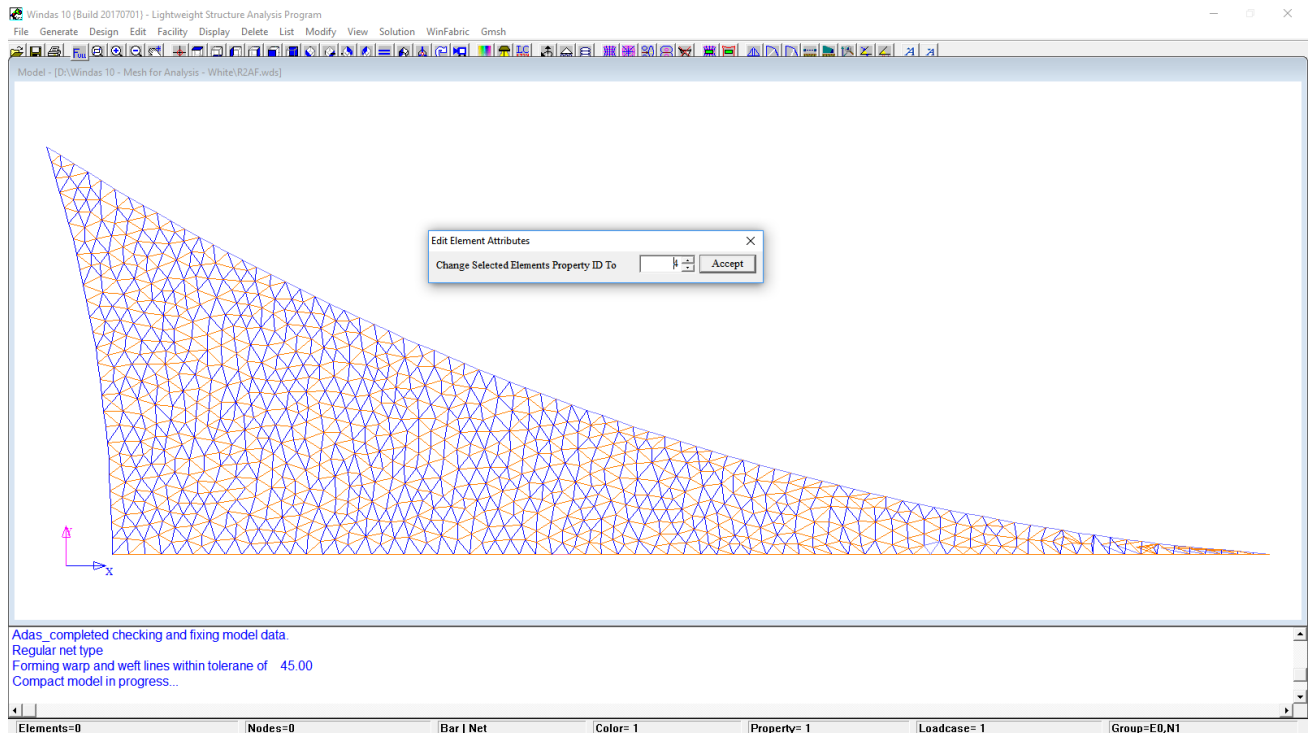 Windas 10 {Build 20170701} - Lightweight Structure Analysis Program
File Generate Design Edit Facility Display Delete List Modify View Solution WinFabric Gmsh
Full LC
Model - [D:\Windas 10 - Mesh for Analysis - White\R2AF.wds]
Edit Element Attributes
Change Selected Elements Property ID To 4 Accept
Y
X
Adas_completed checking and fixing model data.
Regular net type
Forming warp and weft lines within tolerane of 45.00
Compact model in progress...
Elements=0 Nodes=0 Bar | Net Color= 1 Property= 1 Loadcase= 1 Group=E0,N1